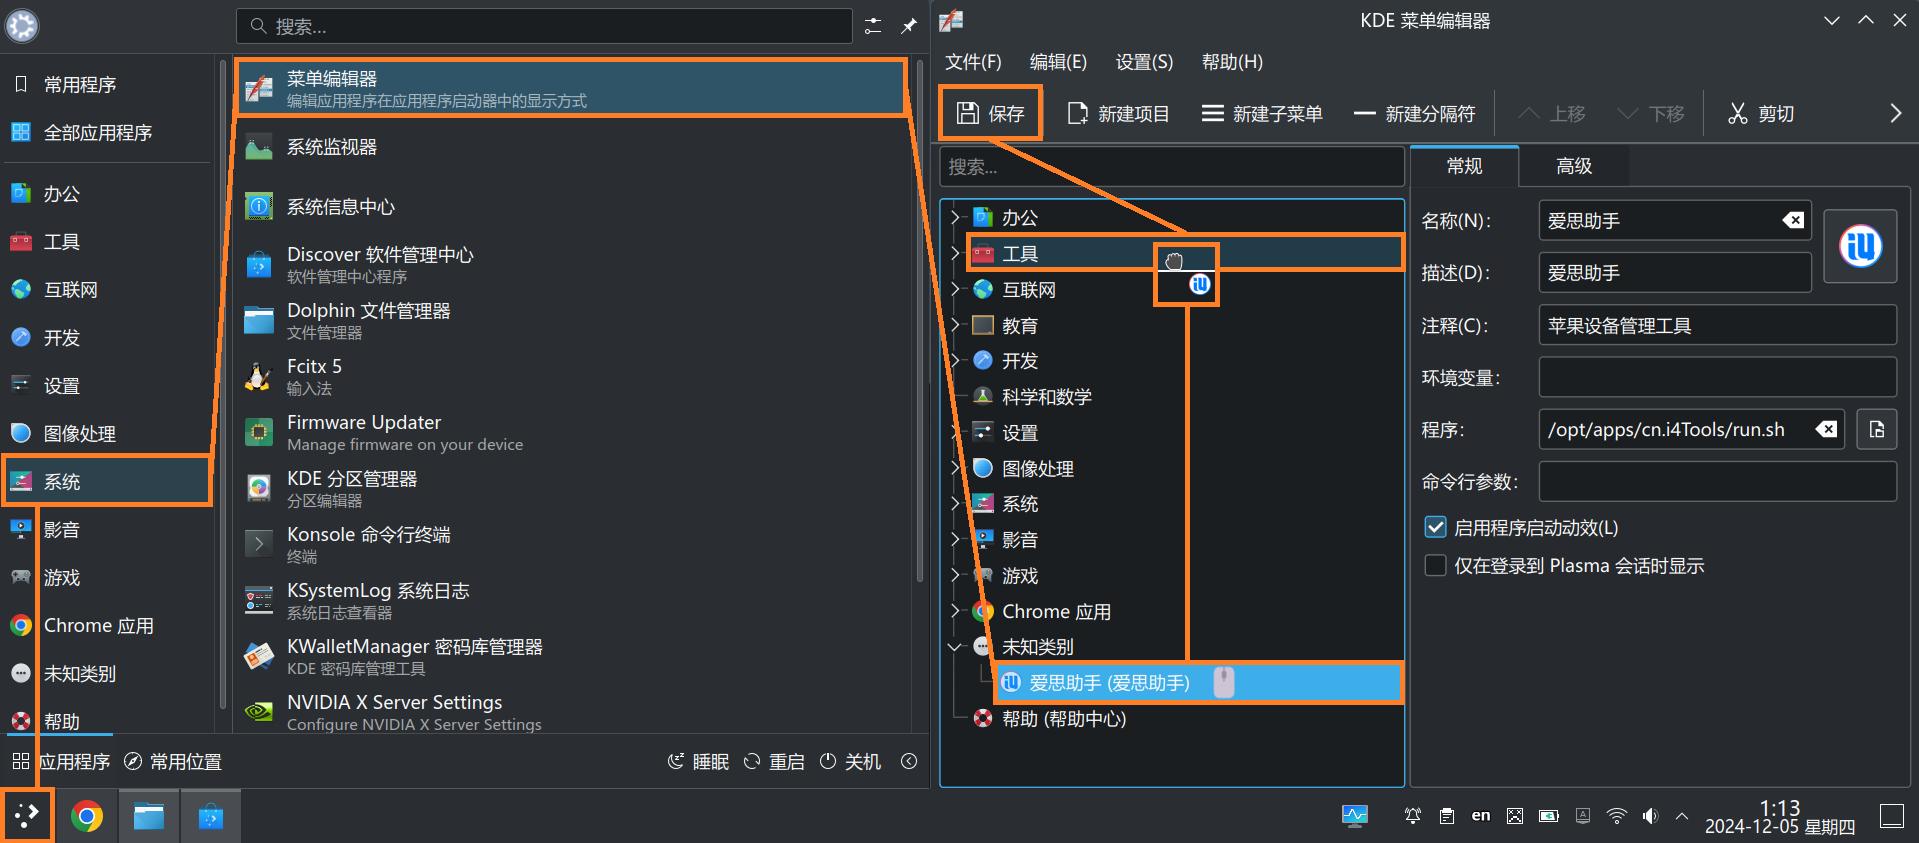 搜索...
常用程序
全部应用程序
办公
工具
互联网
开发
设置
图像处理
系统
影音
游戏
Chrome 应用
未知类别
帮助
菜单编辑器
编辑应用程序在应用程序启动器中的显示方式
系统监视器
系统信息中心
Discover 软件管理中心
软件管理中心程序
Dolphin 文件管理器
文件管理器
Fcitx 5
输入法
Firmware Updater
Manage firmware on your device
KDE 分区管理器
分区编辑器
Konsole 命令行终端
终端
KSystemLog 系统日志
系统日志查看器
KWalletManager 密码库管理器
KDE 密码库管理工具
NVIDIA X Server Settings
Configure NVIDIA X Server Settings
应用程序 常用位置 睡眠 重启 关机
KDE 菜单编辑器
文件(F) 编辑(E) 设置(S) 帮助(H)
保存 新建项目 新建子菜单 新建分隔符 上移 下移 剪切
搜索...
办公
工具
互联网
教育
开发
科学和数学
设置
图像处理
系统
影音
游戏
Chrome 应用
未知类别
爱思助手 (爱思助手)
帮助 (帮助中心)
常规 高级
名称(N): 爱思助手
描述(D): 爱思助手
注释(C): 苹果设备管理工具
环境变量:
程序: /opt/apps/cn.i4Tools/run.sh
命令行参数:
启用程序启动动效(L)
仅在登录到 Plasma 会话时显示
en
1:13
2024-12-05 星期四